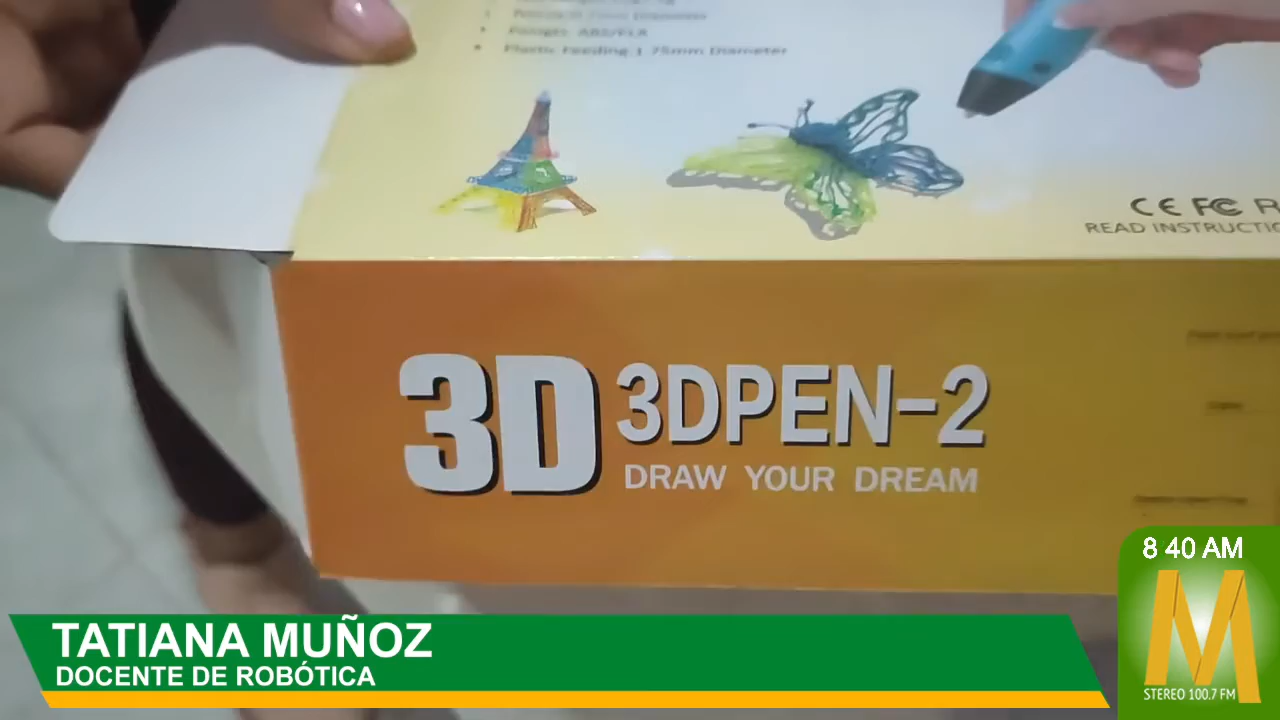 Plastic Feeding 1 75mm Diameter
CE FC R
READ INSTRUCTIO
3D 3DPEN-2
DRAW YOUR DREAM
8 40 AM
M
STEREO 100.7 FM
TATIANA MUÑOZ
DOCENTE DE ROBÓTICA